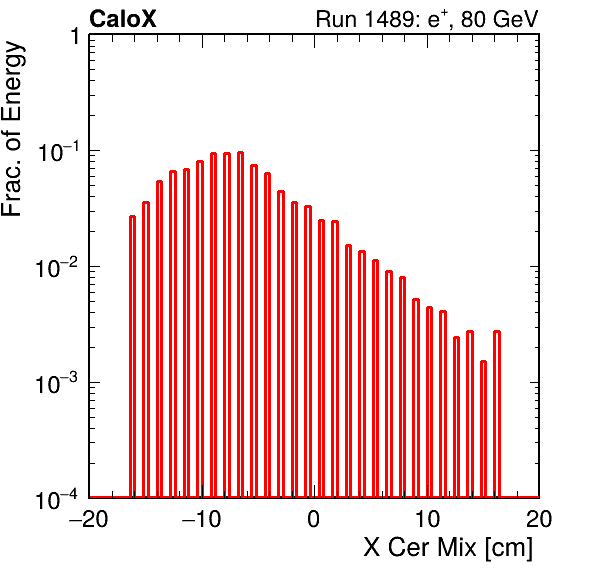 CaloX Run 1489: e⁺, 80 GeV
Frac. of Energy
1
10⁻¹
10⁻²
10⁻³
10⁻⁴
−20 −10 0 10 20
X Cer Mix [cm]